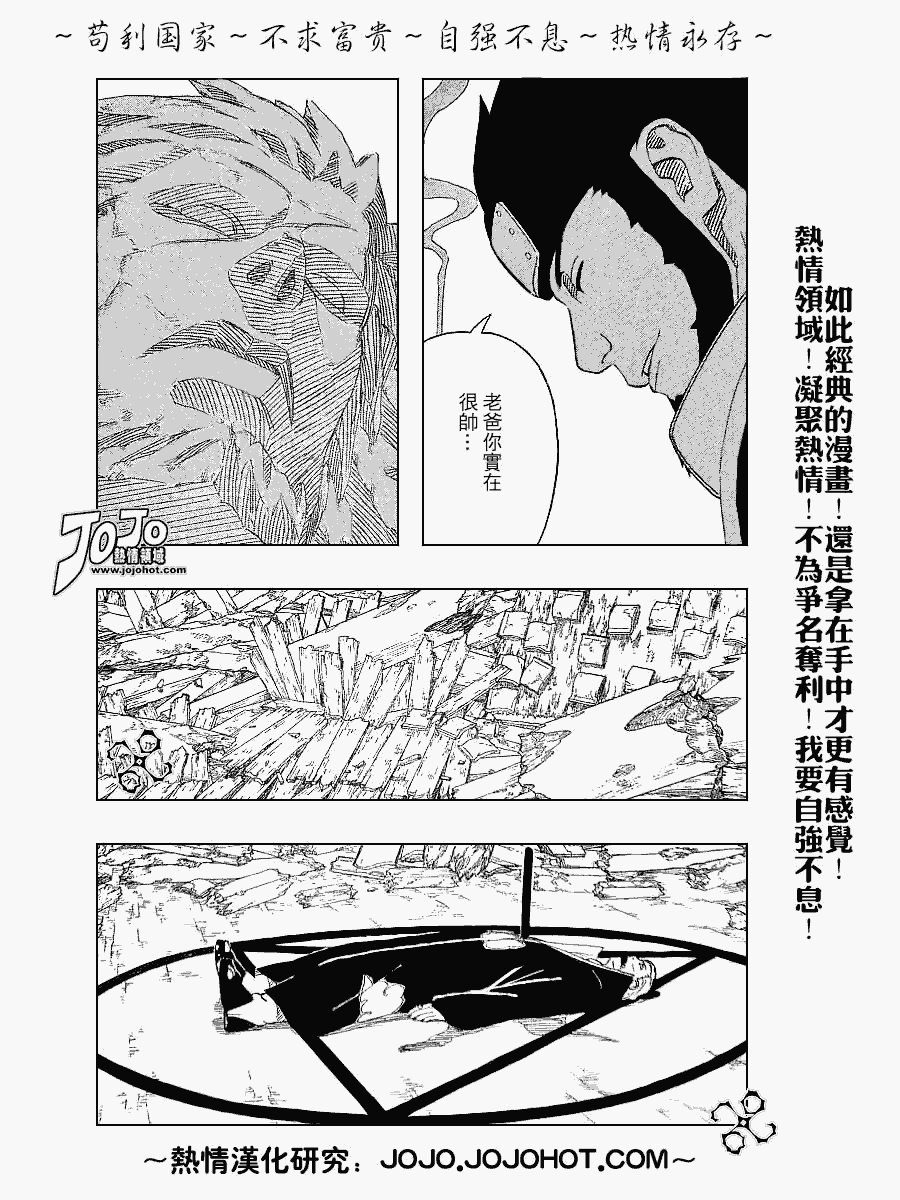 ～苟利国家～不求富贵～自强不息～热情永存～
如此經典的漫畫！還是拿在手中才更有感覺！
熱情領域！凝聚熱情！不為爭名奪利！我要自強不息！
老爸你實在
很帥…
JOJO
熱情領域
www.jojohot.com
～熱情漢化研究：JOJO.JOJOHOT.COM～